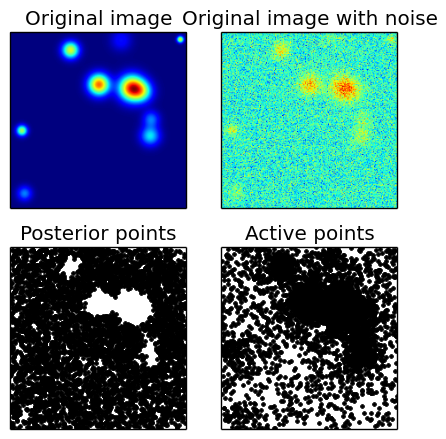 Original image
Original image with noise
Posterior points
Active points